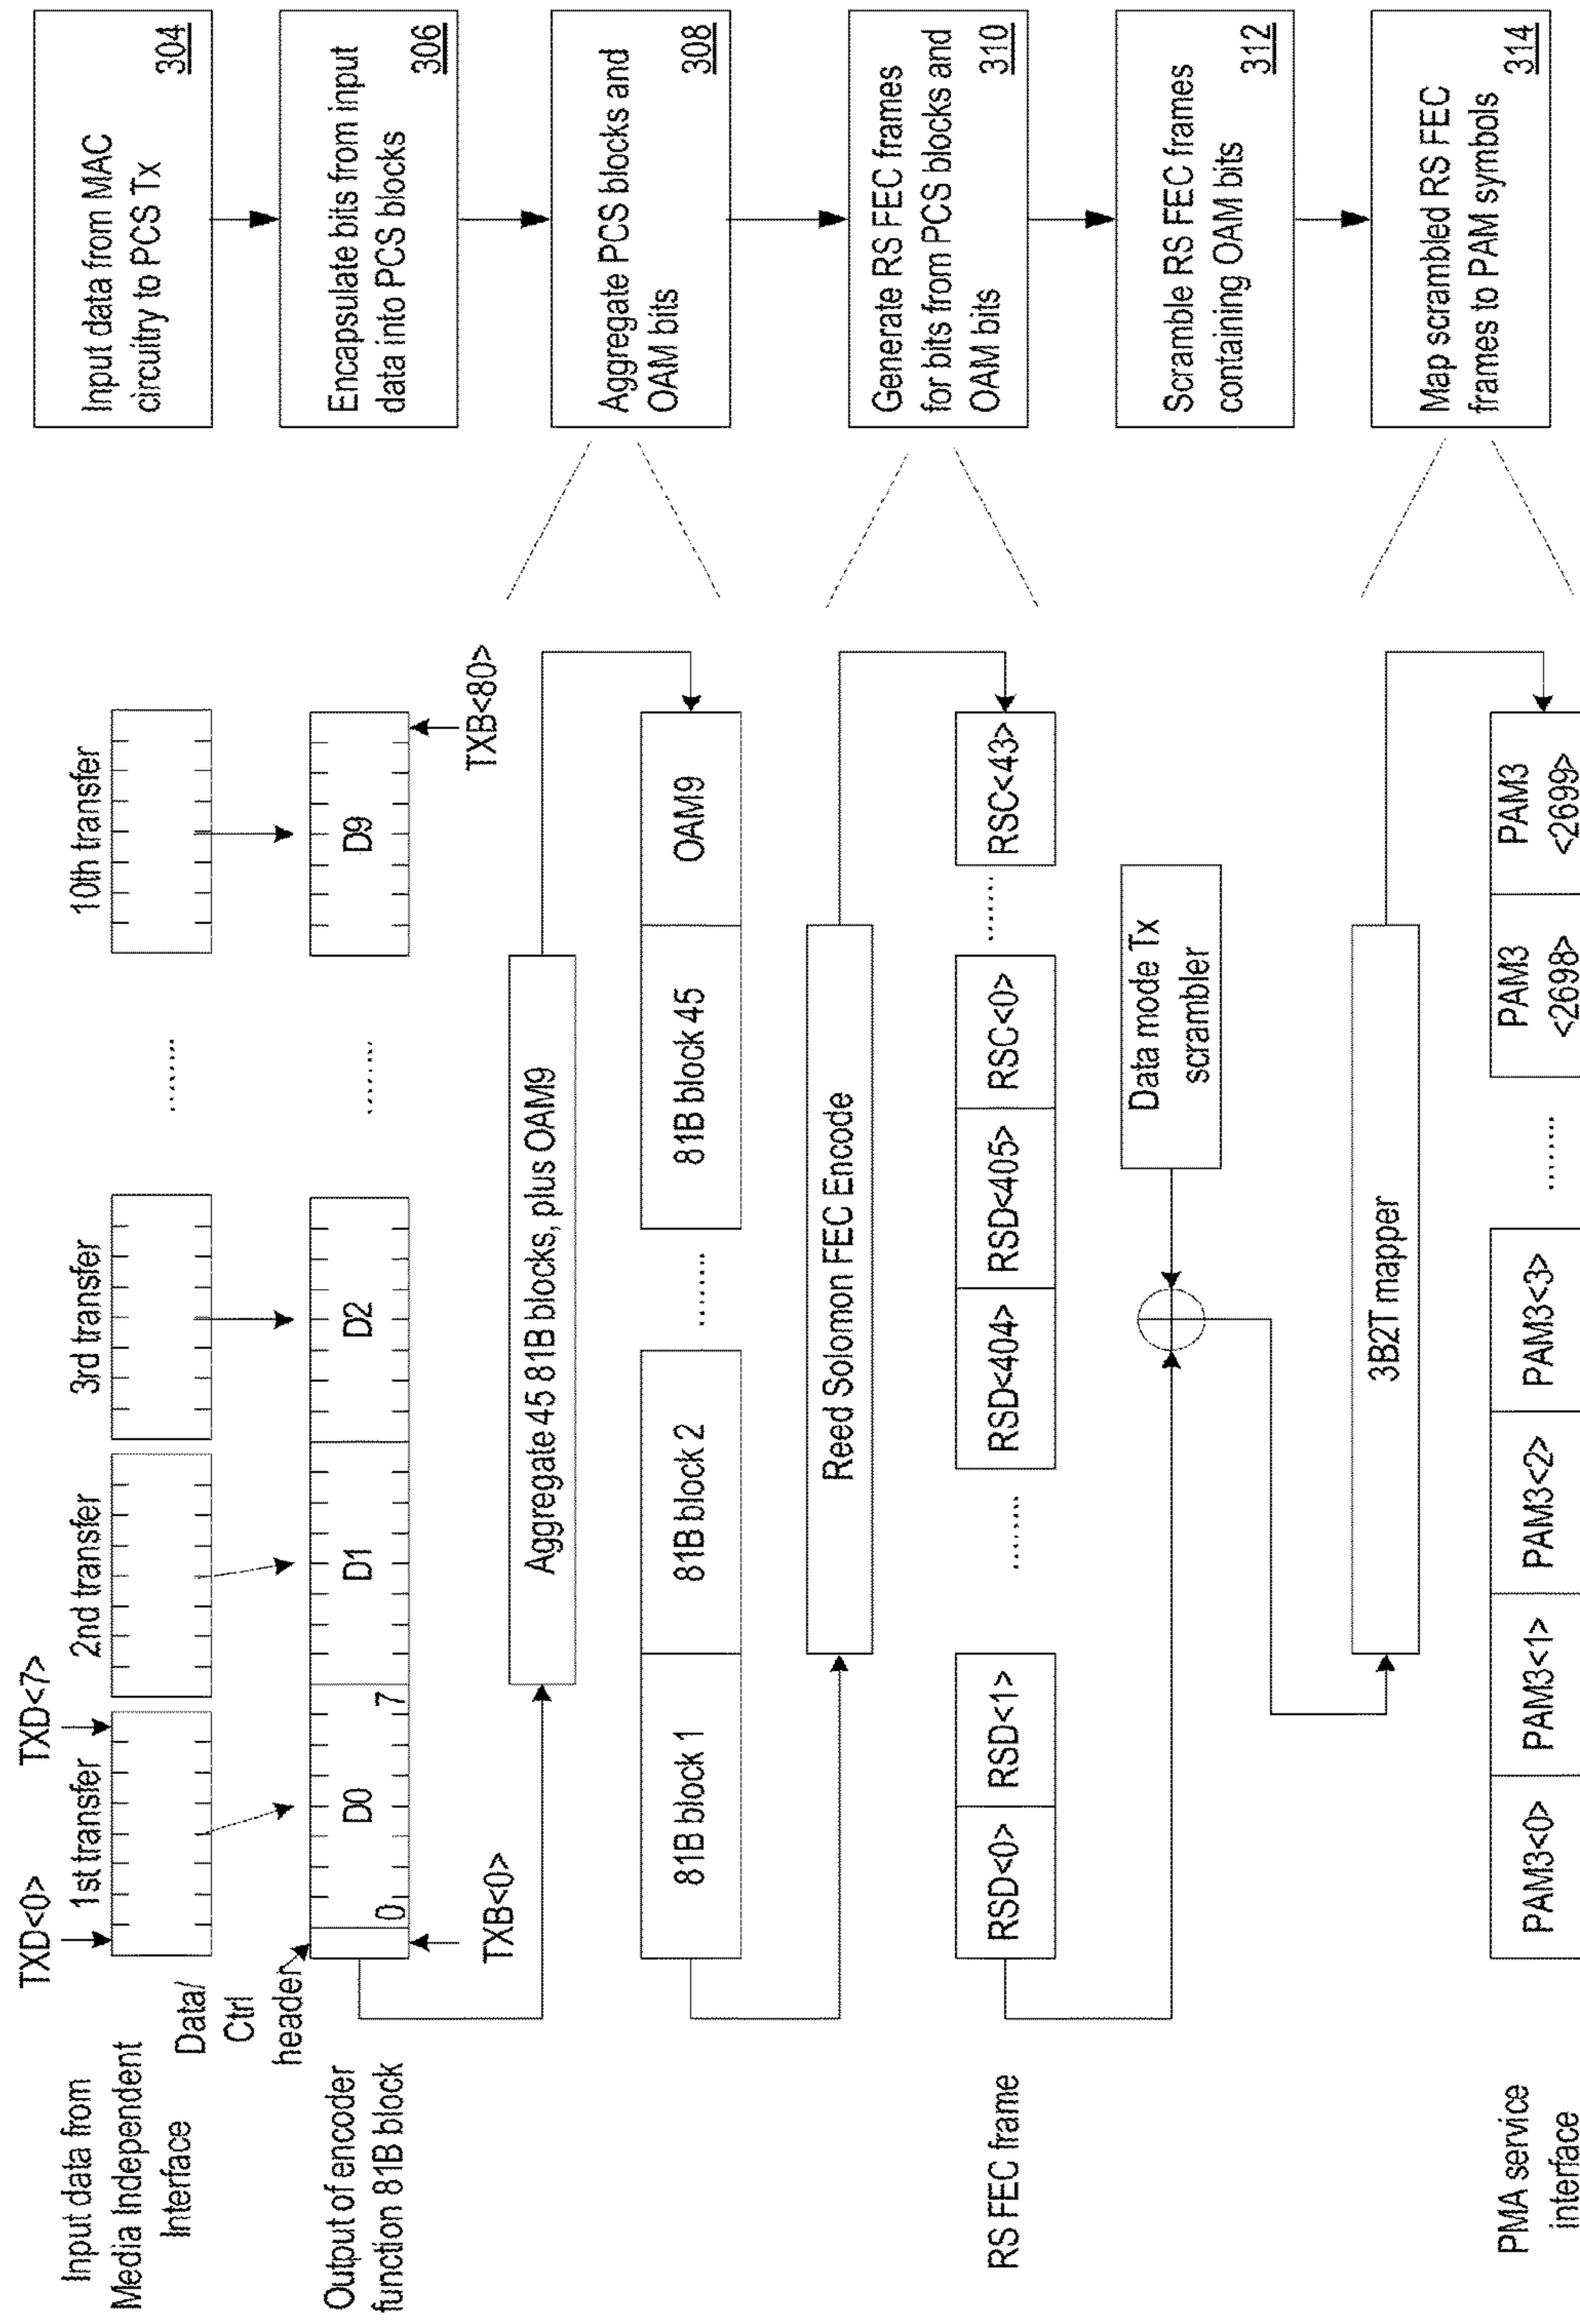 Input data from MAC
circuitry to PCS Tx
304
Encapsulate bits from input
data into PCS blocks
306
Aggregate PCS blocks and
OAM bits
308
Generate RS FEC frames
for bits from PCS blocks and
OAM bits
310
Scramble RS FEC frames
containing OAM bits
312
Map scrambled RS FEC
frames to PAM symbols
314
Input data from
Media Independent
Interface
TXD<0>
TXD<7>
1st transfer
2nd transfer
3rd transfer
10th transfer
........
Data/
Ctrl
header
Output of encoder
function 81B block
0
D0
7
D1
D2
........
D9
TXB<0>
TXB<80>
Aggregate 45 81B blocks, plus OAM9
81B block 1
81B block 2
........
81B block 45
OAM9
Reed Solomon FEC Encode
RS FEC frame
RSD<0>
RSD<1>
........
RSD<404>
RSD<405>
RSC<0>
........
RSC<43>
Data mode Tx
scrambler
3B2T mapper
PMA service
interface
PAM3<0>
PAM3<1>
PAM3<2>
PAM3<3>
........
PAM3
<2698>
PAM3
<2699>